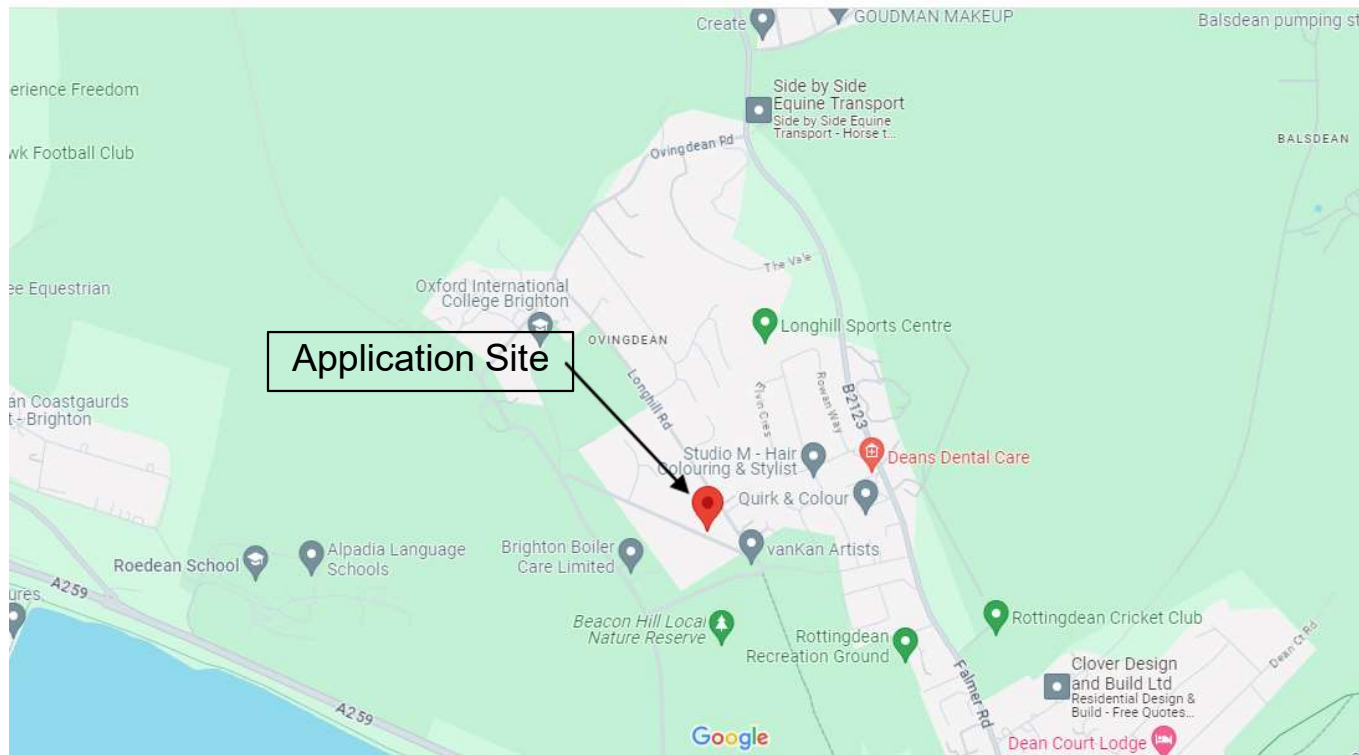 Create
GOUDMAN MAKEUP
Balsdean pumping st
erience Freedom
Side by Side
Equine Transport
Side by Side Equine
Transport - Horse t...
wk Football Club
Ovingdean Rd
BALSDEAN
The Vale
ee Equestrian
Oxford International
College Brighton
Longhill Sports Centre
OVINGDEAN
Application Site
Longhill Rd
Elvin Cres
Rowan Way
B2123
an Coastgaurds
t - Brighton
Studio M - Hair
Colouring & Stylist
Deans Dental Care
Quirk & Colour
Roedean School
Alpadia Language
Schools
Brighton Boiler
Care Limited
vanKan Artists
A259
ures
Beacon Hill Local
Nature Reserve
Rottingdean
Recreation Ground
Rottingdean Cricket Club
Dean Ct Rd
Falmer Rd
Clover Design
and Build Ltd
Residential Design &
Build - Free Quotes...
A259
Google
Dean Court Lodge